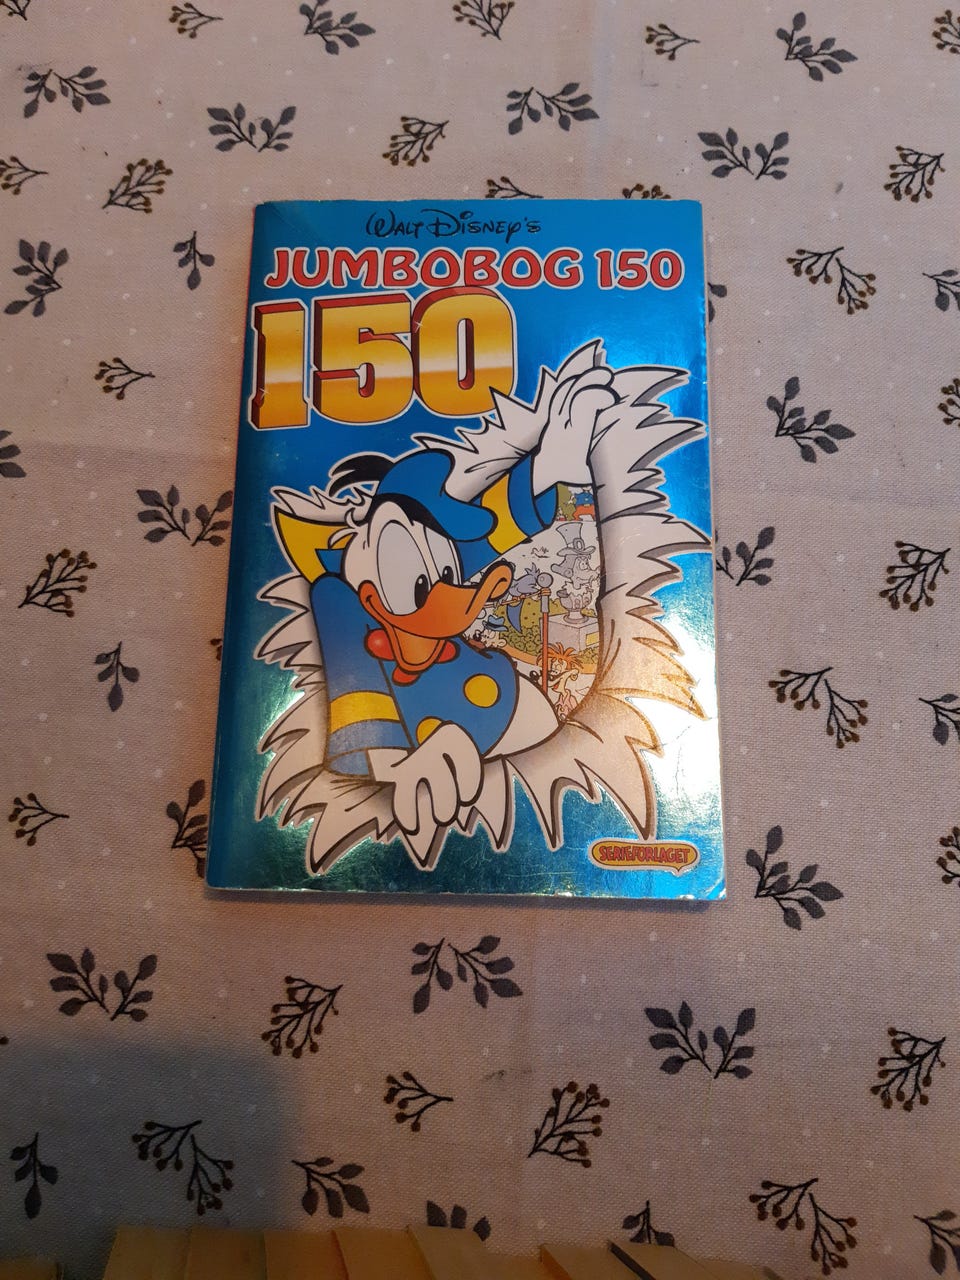 WALT DISNEY'S
JUMBOBOG 150
150
SERIEFORLAGET